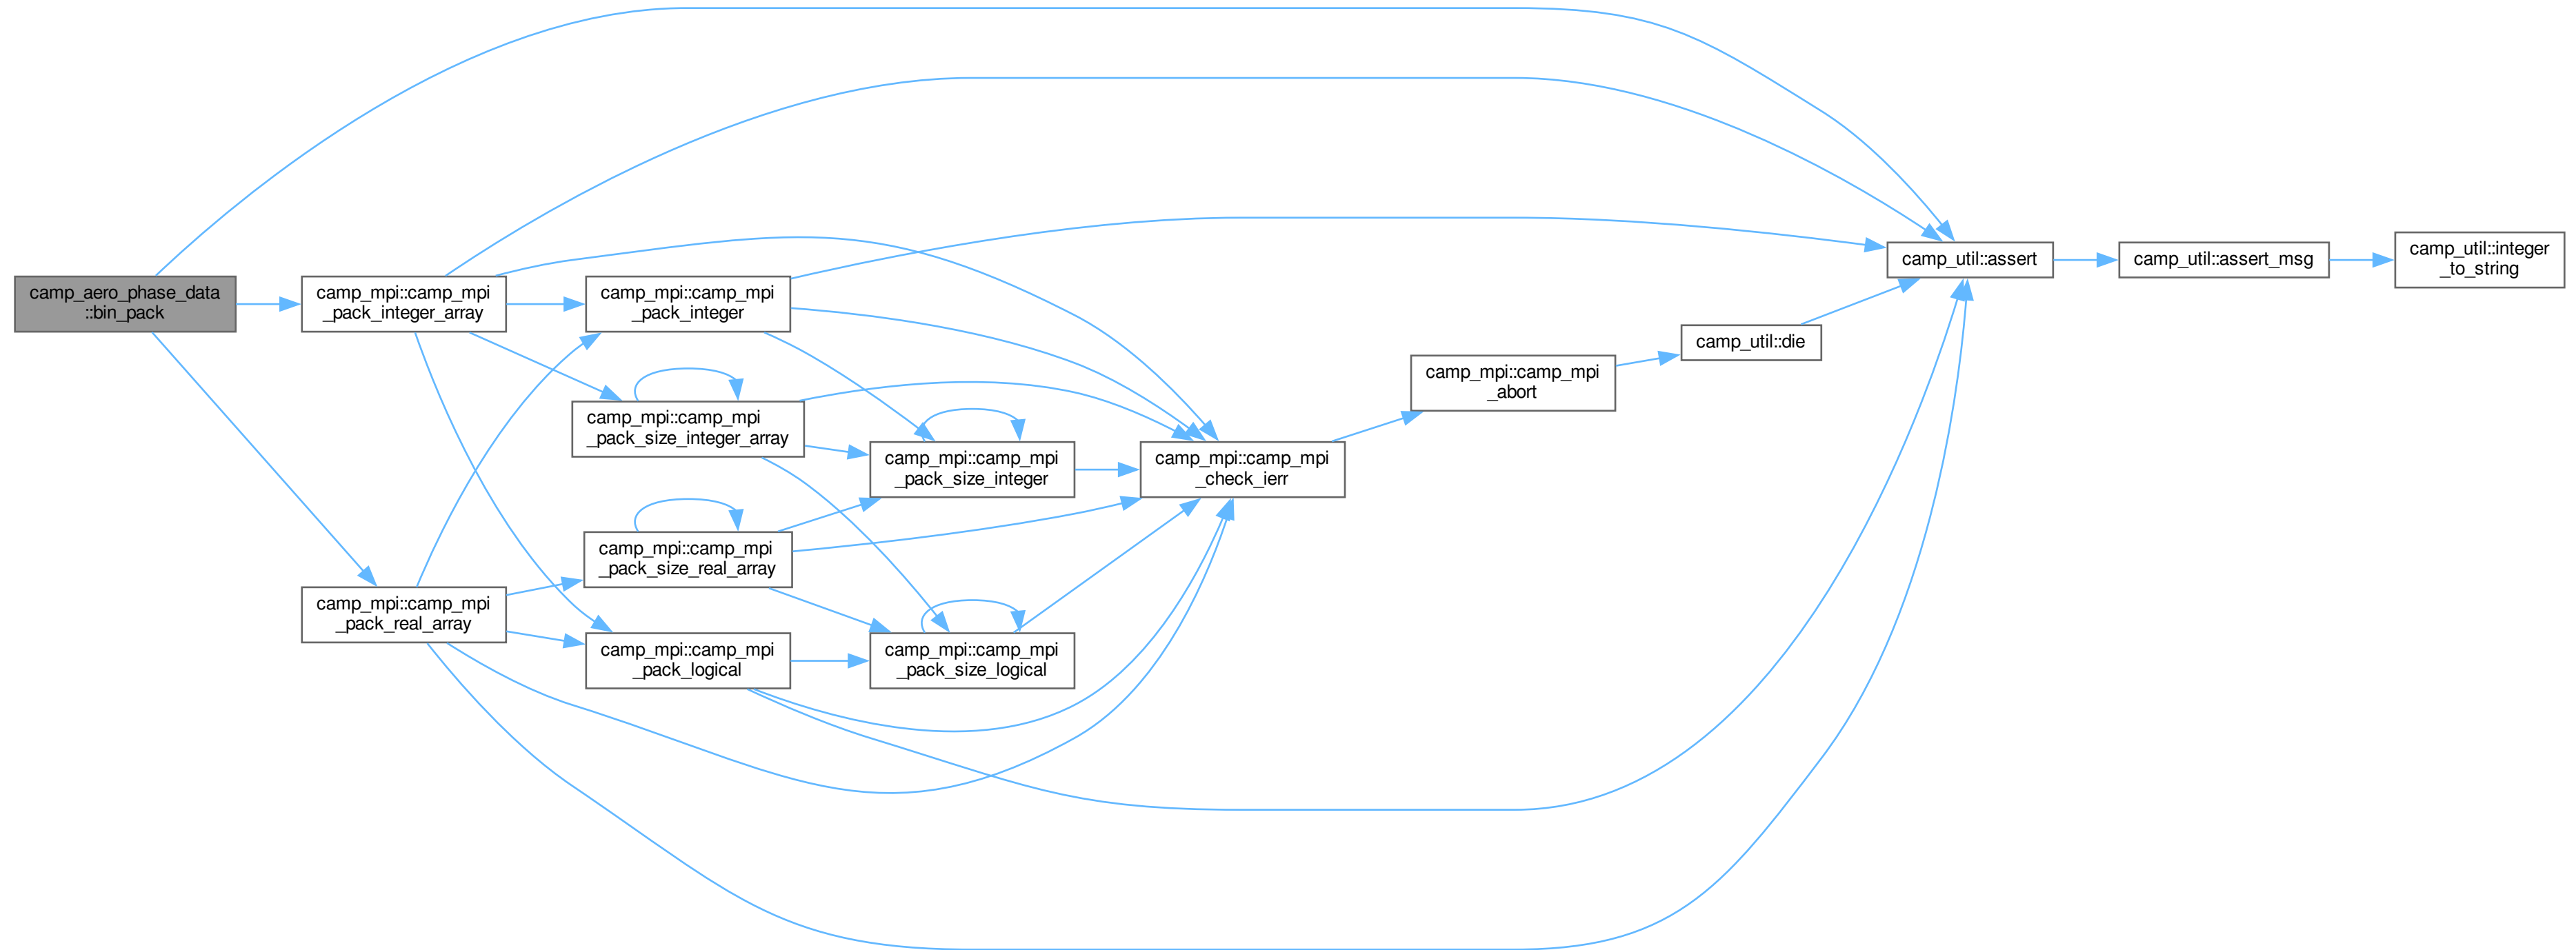 camp_aero_phase_data
::bin_pack
camp_mpi::camp_mpi
_pack_integer_array
camp_mpi::camp_mpi
_pack_real_array
camp_mpi::camp_mpi
_pack_integer
camp_mpi::camp_mpi
_pack_size_integer_array
camp_mpi::camp_mpi
_pack_size_real_array
camp_mpi::camp_mpi
_pack_logical
camp_mpi::camp_mpi
_pack_size_integer
camp_mpi::camp_mpi
_pack_size_logical
camp_mpi::camp_mpi
_check_ierr
camp_mpi::camp_mpi
_abort
camp_util::die
camp_util::assert
camp_util::assert_msg
camp_util::integer
_to_string